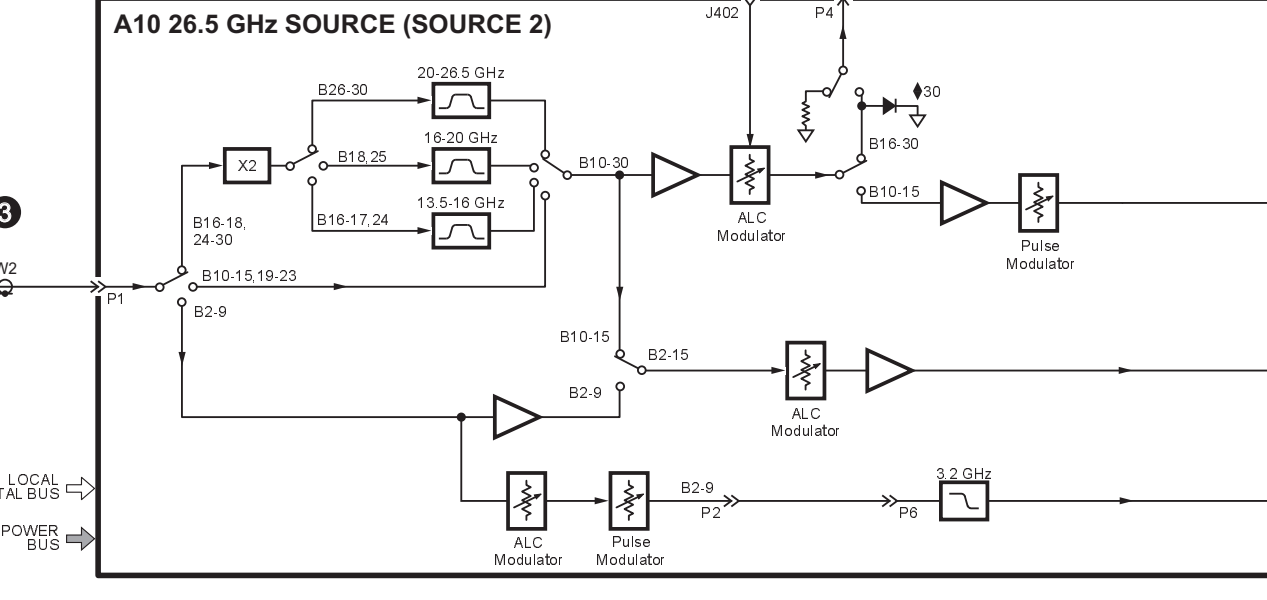 J402
P4
A10 26.5 GHz SOURCE (SOURCE 2)
20-26.5 GHz
B26-30
30
16-20 GHz
X2
B18,25
B10-30
B16-30
13.5-16 GHz
B16-17,24
B10-15
ALC
Modulator
3
B16-18,
24-30
Pulse
Modulator
W2
P1
B10-15,19-23
B2-9
B10-15
B2-15
B2-9
ALC
Modulator
LOCAL
TAL BUS
3.2 GHz
B2-9
P2
P6
POWER
BUS
ALC
Modulator
Pulse
Modulator